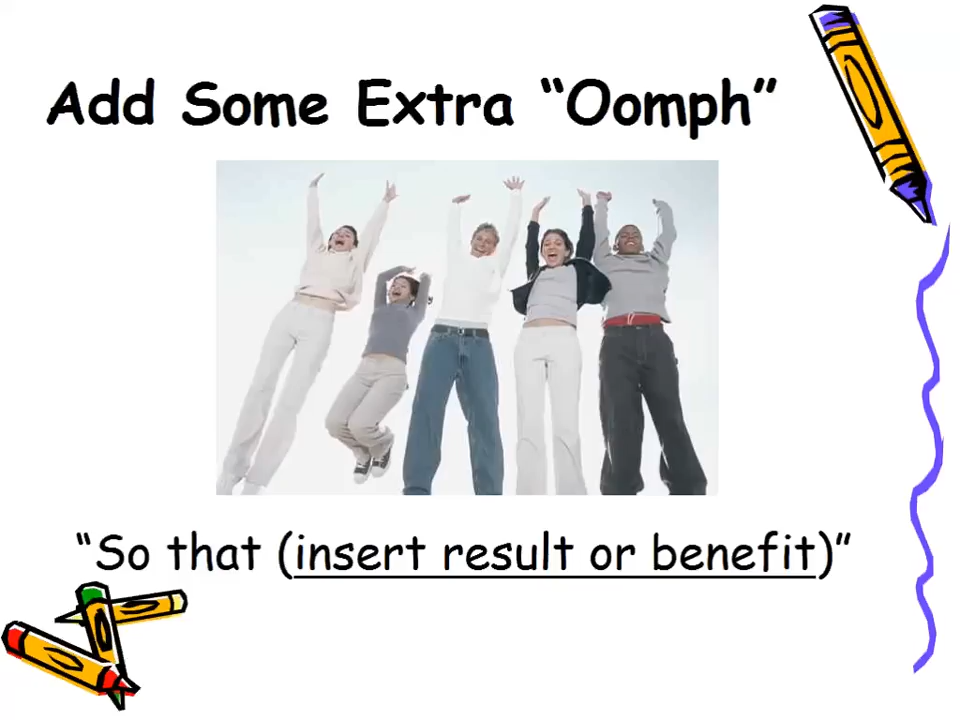 Add Some Extra “Oomph”
“So that (insert result or benefit)”